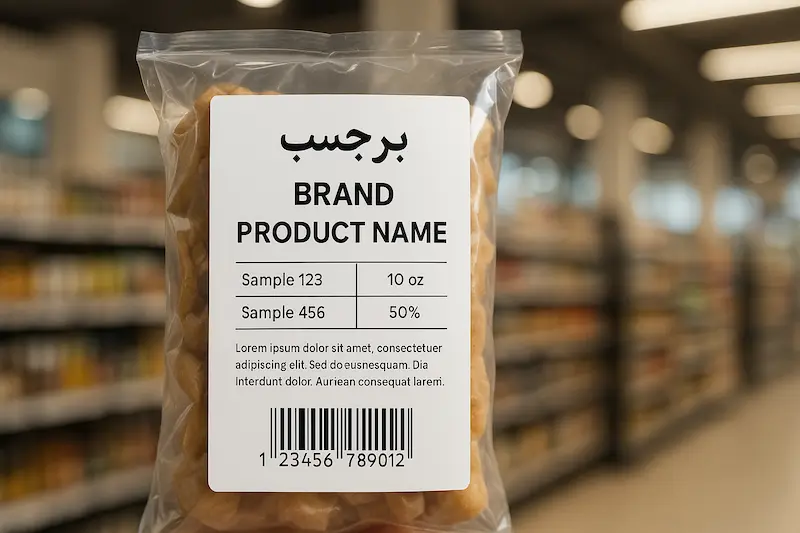 برجسب
BRAND
PRODUCT NAME
Sample 123 10 oz
Sample 456 50%
Lorem ipsum dolor sit amet, consectetuer
adipiscing elit. Sed do eusnesquam. Dia
Interdunt dolor. Auriean consequat larem.
1 23456 789012